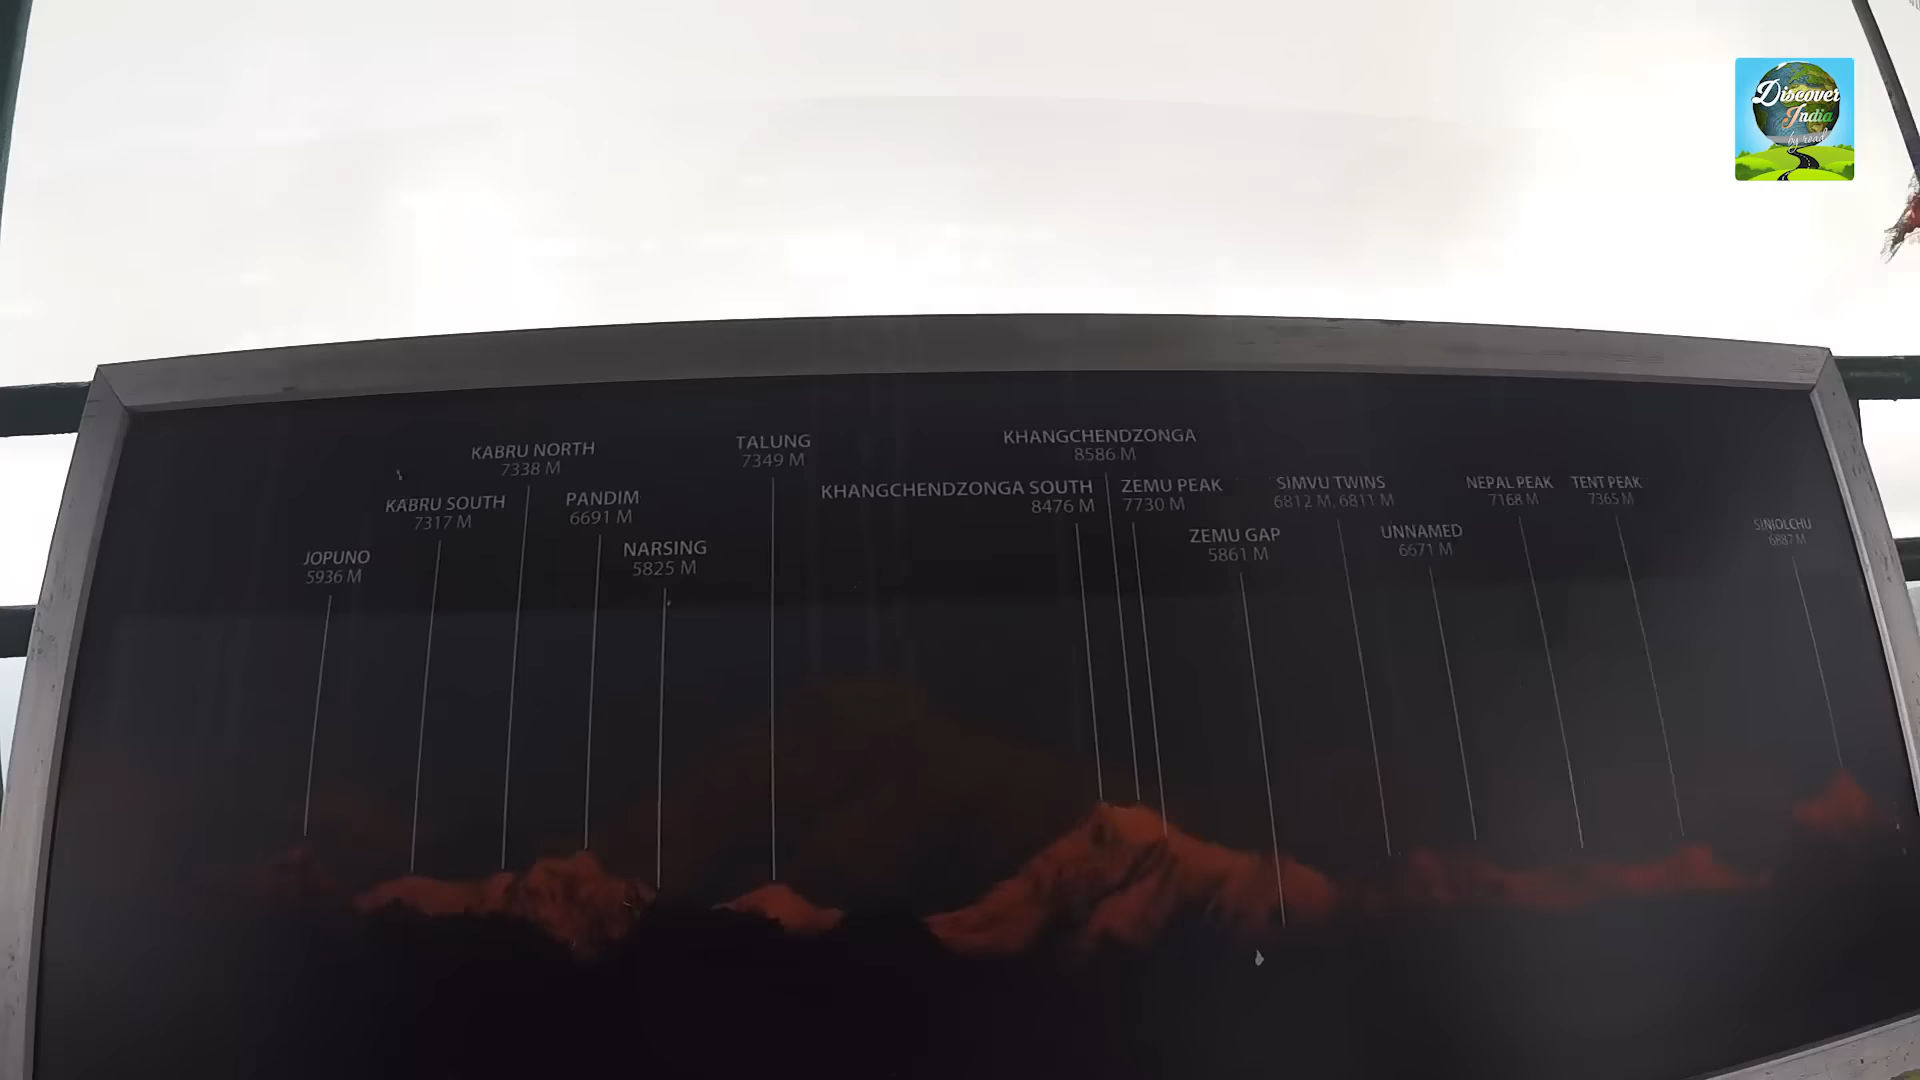 Discover
India
by road
KHANGCHENDZONGA
8586 M
KABRU NORTH
7338 M
TALUNG
7349 M
KHANGCHENDZONGA SOUTH
8476 M
ZEMU PEAK
7730 M
SIMVU TWINS
6812 M, 6811 M
NEPAL PEAK
7168 M
TENT PEAK
7365 M
KABRU SOUTH
7317 M
PANDIM
6691 M
ZEMU GAP
5861 M
UNNAMED
6671 M
SINIOLCHU
6887 M
JOPUNO
5936 M
NARSING
5825 M